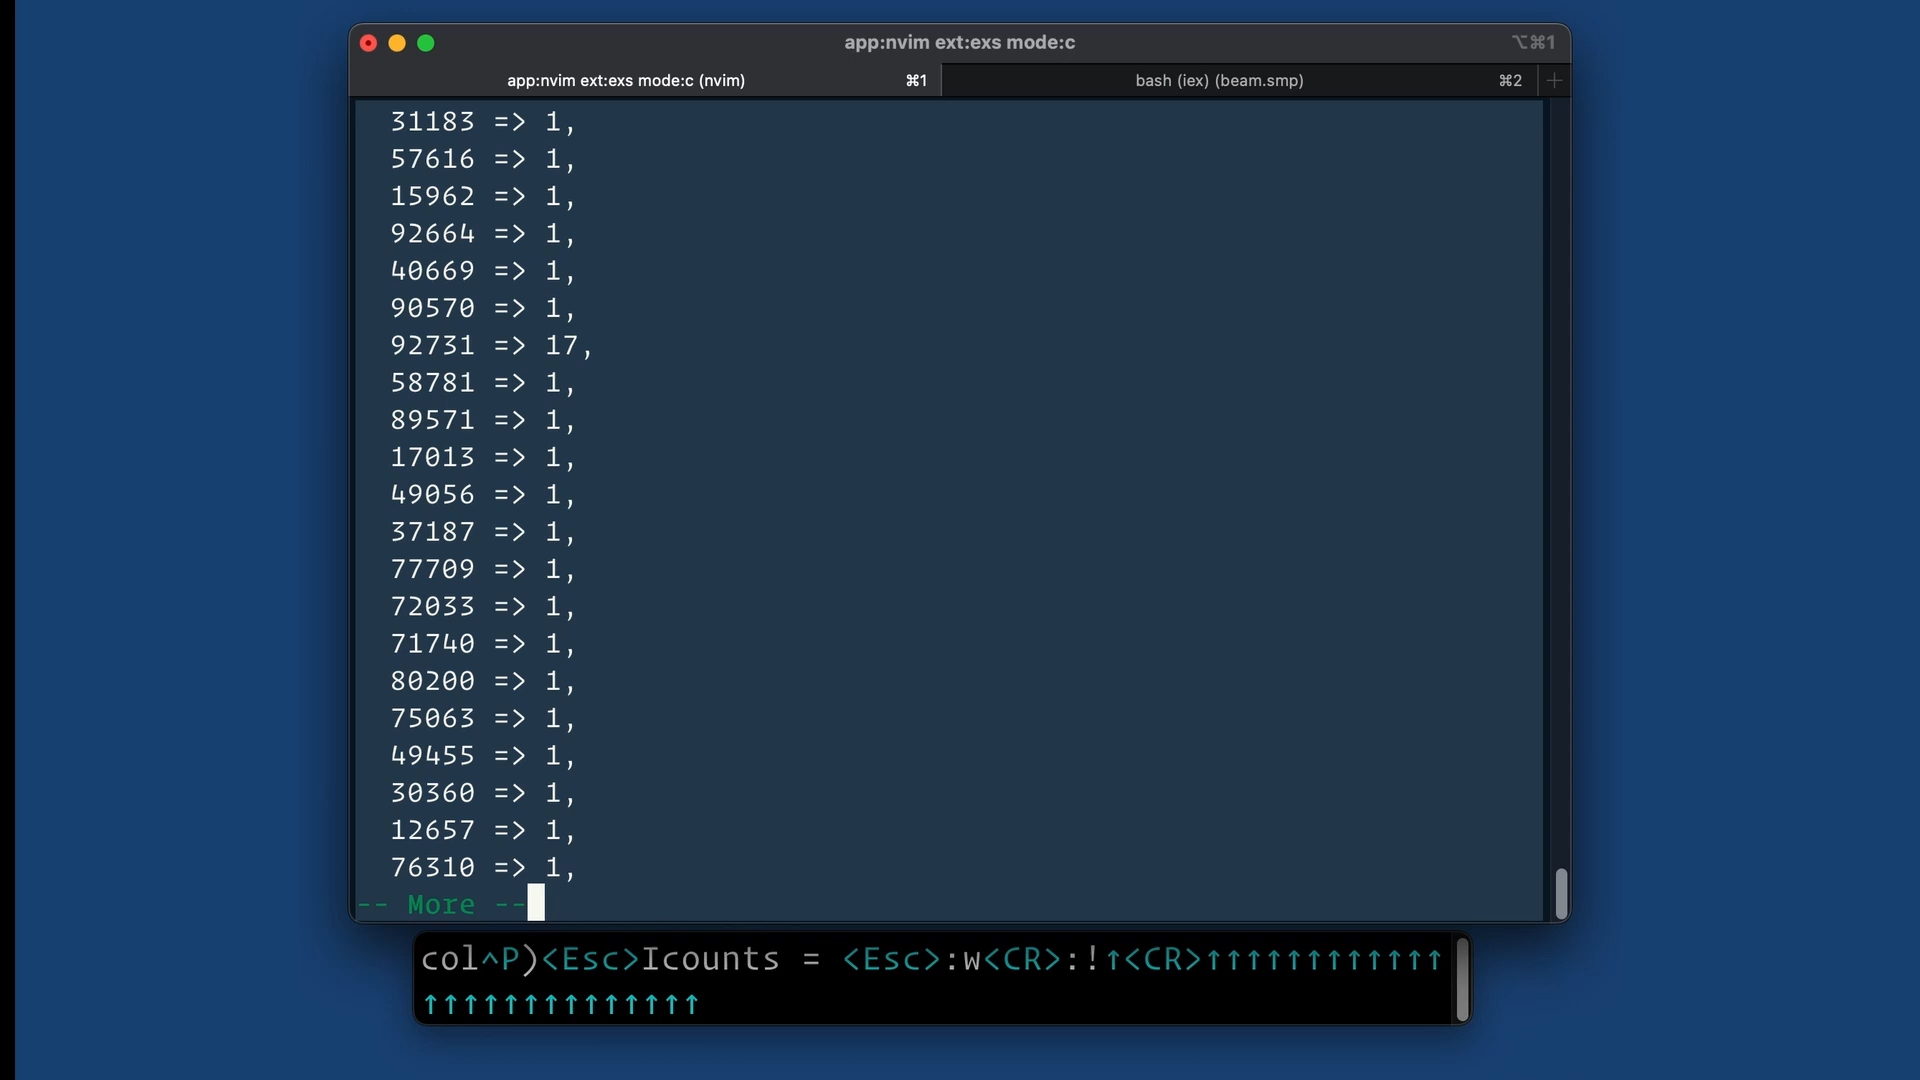 app:nvim ext:exs mode:c
⌥⌘1
app:nvim ext:exs mode:c (nvim) ⌘1
bash (iex) (beam.smp) ⌘2 +
31183 => 1,
57616 => 1,
15962 => 1,
92664 => 1,
40669 => 1,
90570 => 1,
92731 => 17,
58781 => 1,
89571 => 1,
17013 => 1,
49056 => 1,
37187 => 1,
77709 => 1,
72033 => 1,
71740 => 1,
80200 => 1,
75063 => 1,
49455 => 1,
30360 => 1,
12657 => 1,
76310 => 1,
-- More --
col^P)<Esc>Icounts = <Esc>:w<CR>:!↑<CR>↑↑↑↑↑↑↑↑↑↑↑↑
↑↑↑↑↑↑↑↑↑↑↑↑↑↑